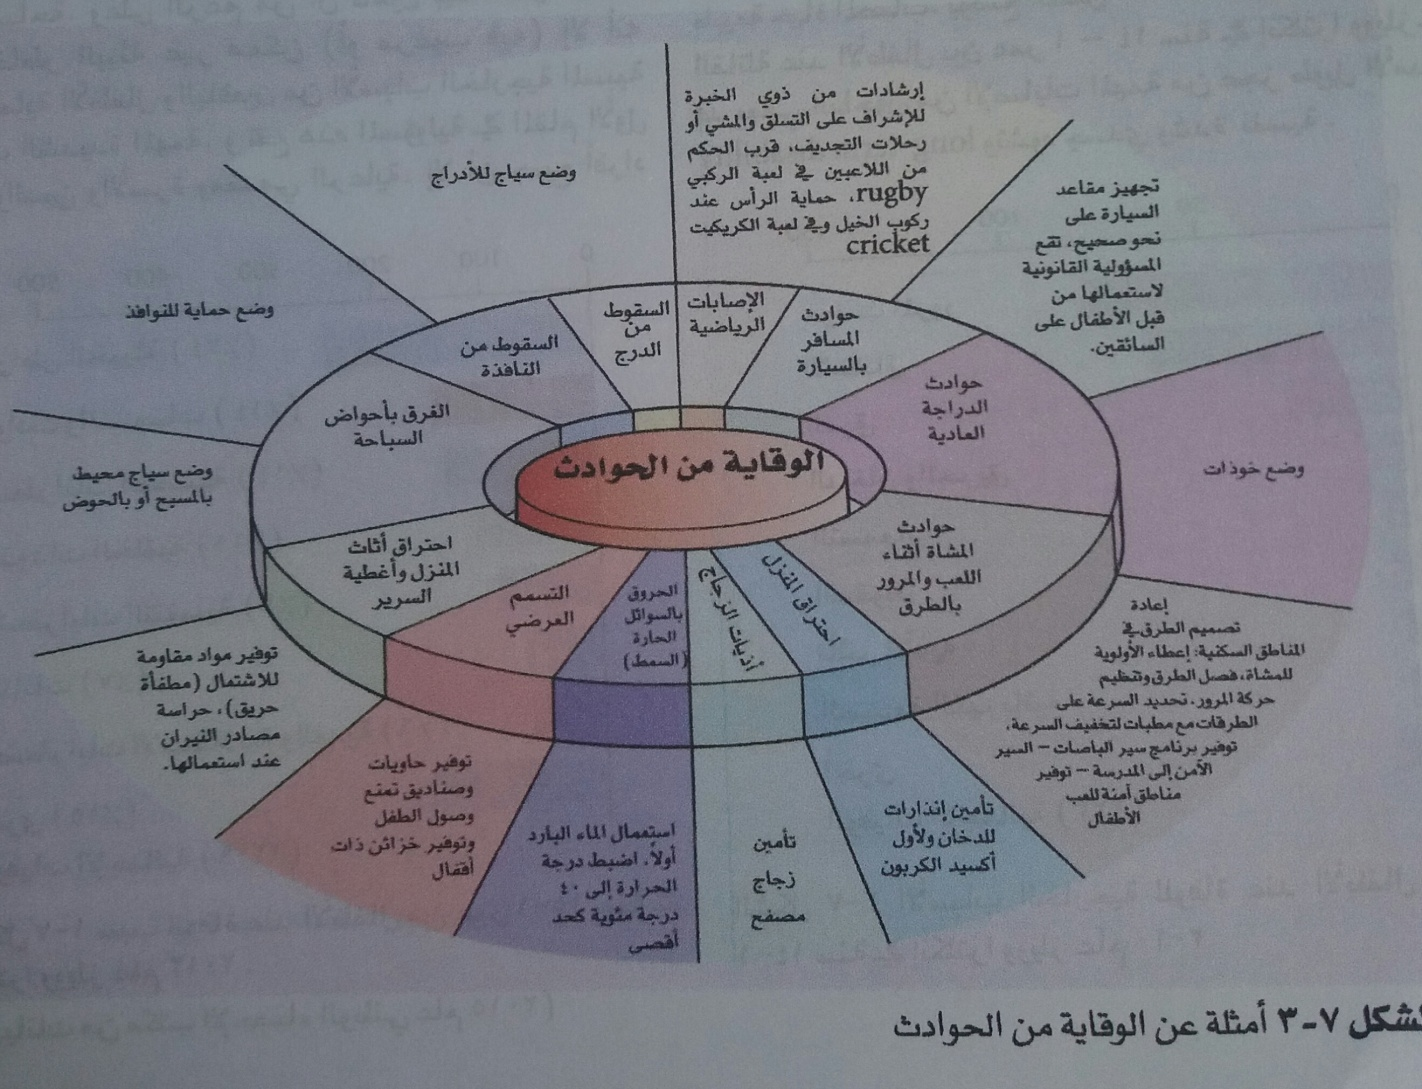 الوقاية من الحوادث
الإصابات
الرياضية
إرشادات من ذوي الخبرة
للإشراف على التسلق والمشي أو
رحلات التجديف، قرب الحكم
من اللاعبين في لعبة الركبي
rugby، حماية الرأس عند
ركوب الخيل وفي لعبة الكريكيت
cricket
حوادث
المسافر
بالسيارة
تجهيز مقاعد
السيارة على
نحو صحيح، تقع
المسؤولية القانونية
لاستعمالها من
قبل الأطفال على
السائقين.
حوادث
الدراجة
العادية
وضع خوذات
حوادث
المشاة أثناء
اللعب والمرور
بالطرق
إعادة
تصميم الطرق في
المناطق السكنية: إعطاء الأولوية
للمشاة، فصل الطرق وتنظيم
حركة المرور، تحديد السرعة على
الطرقات مع مطبات لتخفيف السرعة،
توفير برنامج سير الباصات – السير
الآمن إلى المدرسة – توفير
مناطق آمنة للعب
الأطفال
احتراق المنزل
تأمين إنذارات
للدخان ولأول
أكسيد الكربون
أذيات الزجاج
تأمين
زجاج
مصفح
الحروق
بالسوائل
الحارة
(السمط)
استعمال الماء البارد
أولاً. اضبط درجة
الحرارة إلى ٤٠
درجة مئوية كحد
أقصى
التسمم
العرضي
توفير حاويات
وصناديق تمنع
وصول الطفل
وتوفير خزائن ذات
أقفال
احتراق أثاث
المنزل وأغطية
السرير
توفير مواد مقاومة
للاشتمال (مطفأة
حريق)، حراسة
مصادر النيران
عند استعمالها.
الغرق بأحواض
السباحة
وضع سياج محيط
بالمسبح أو بالحوض
السقوط من
النافذة
وضع حماية للنوافذ
السقوط
من
الدرج
وضع سياج للأدراج
الشكل ٧-٣ أمثلة عن الوقاية من الحوادث